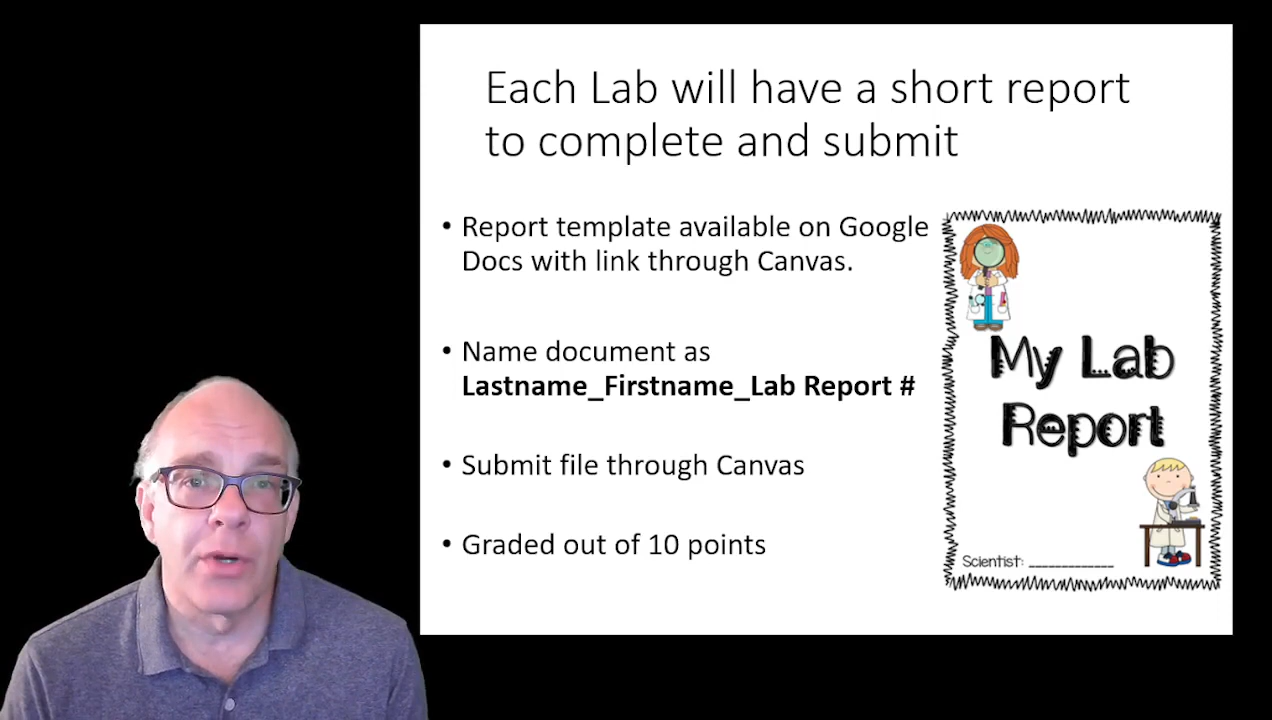 Each Lab will have a short report
to complete and submit
• Report template available on Google
Docs with link through Canvas.
• Name document as
Lastname_Firstname_Lab Report #
• Submit file through Canvas
• Graded out of 10 points
My Lab
Report
Scientist: _____________